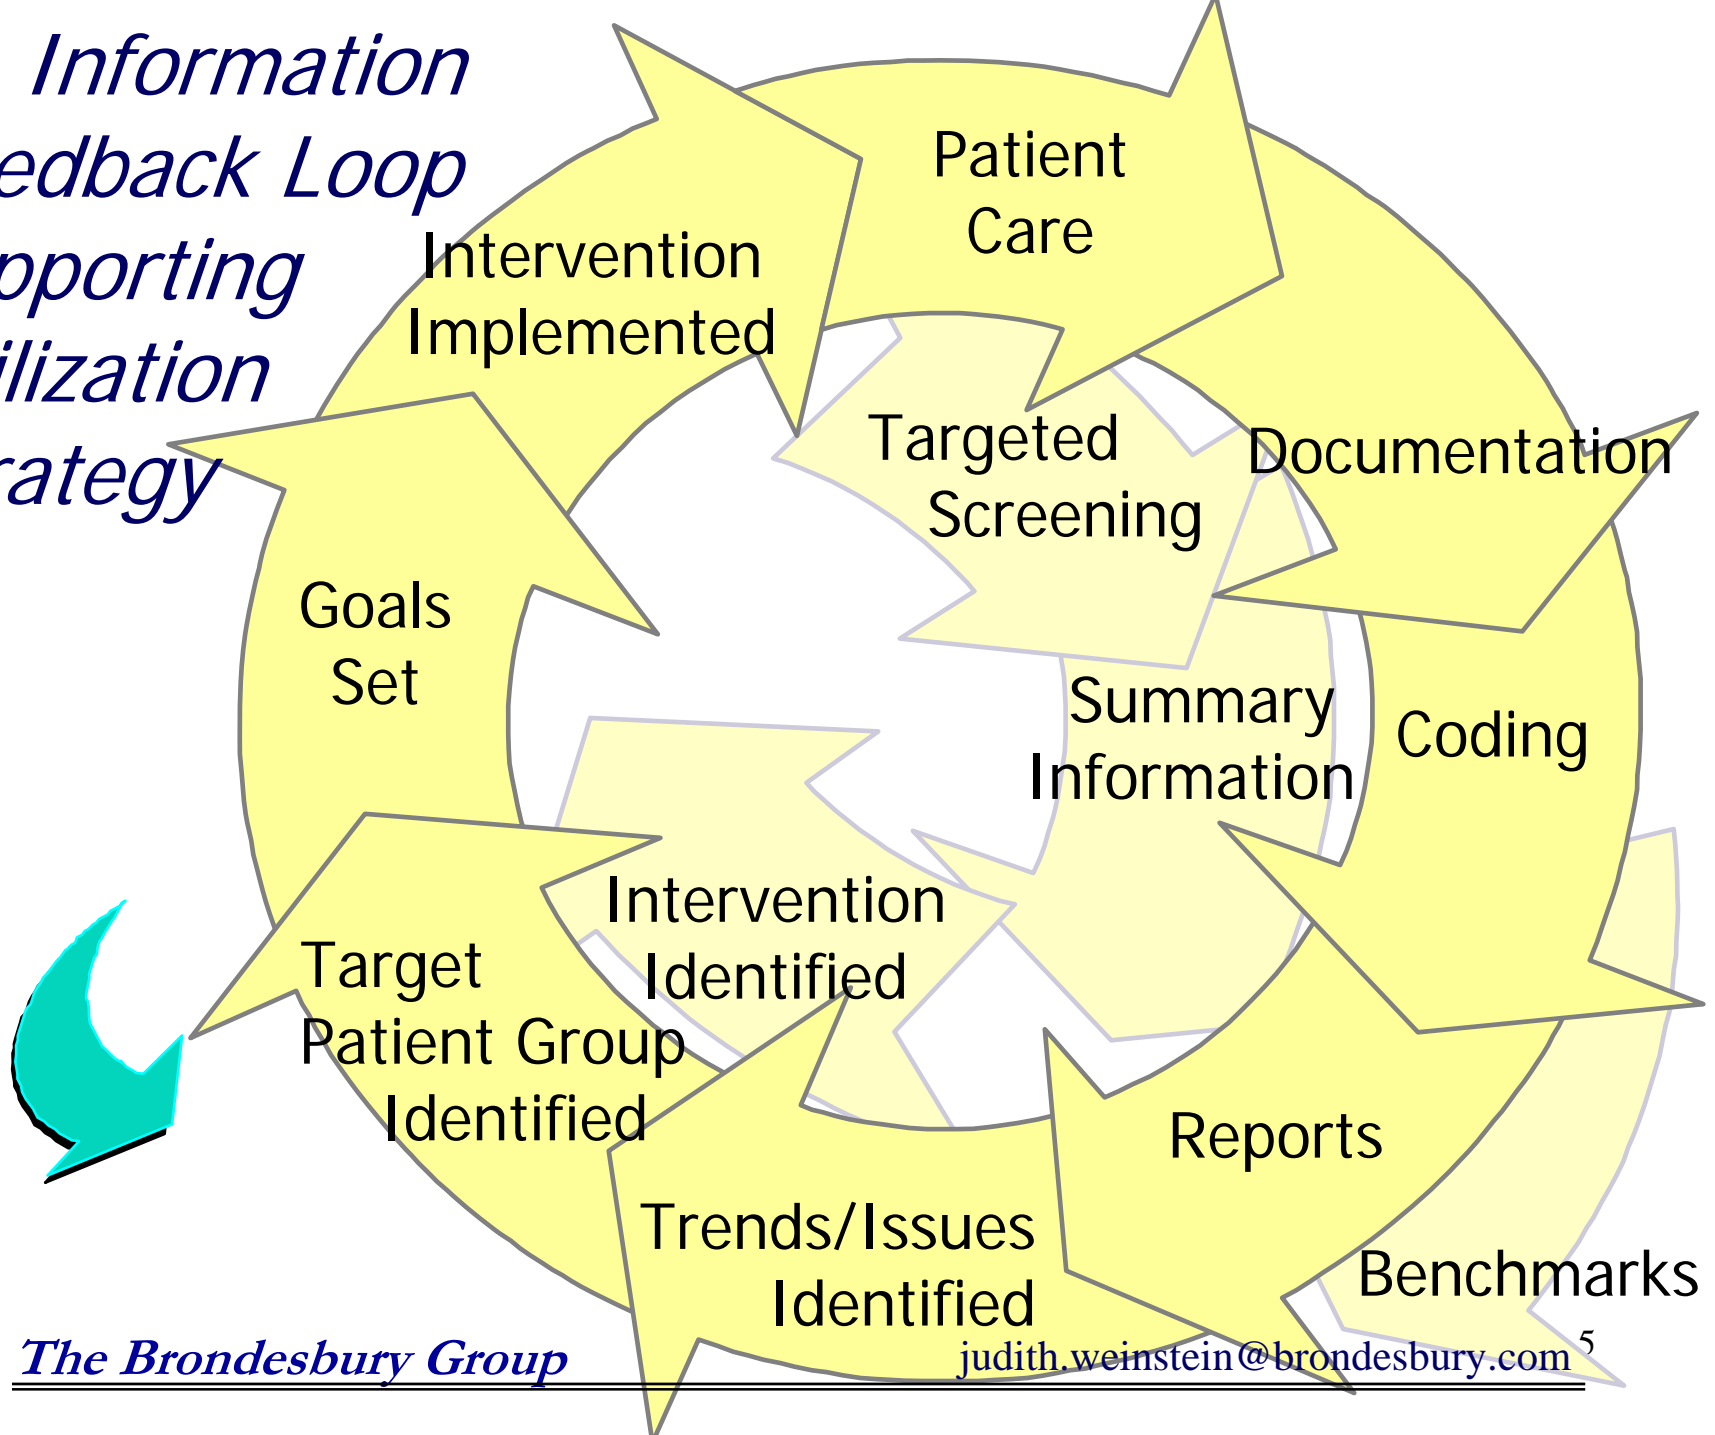 Information
edback Loop
pporting
ilization
rategy
Patient
Care
Intervention
Implemented
Targeted
Screening
Documentation
Goals
Set
Summary
Information
Coding
Intervention
Identified
Target
Patient Group
Identified
Reports
Trends/Issues
Identified
Benchmarks
The Brondesbury Group
judith.weinstein@brondesbury.com
5